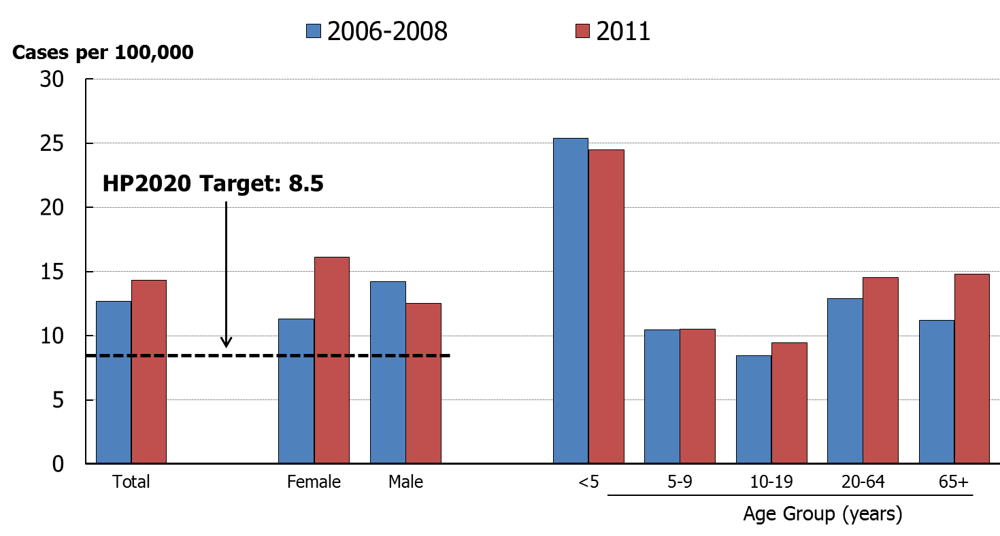 2006-2008 2011
Cases per 100,000
30
25
HP2020 Target: 8.5
20
15
10
5
0
Total Female Male <5 5-9 10-19 20-64 65+
Age Group (years)